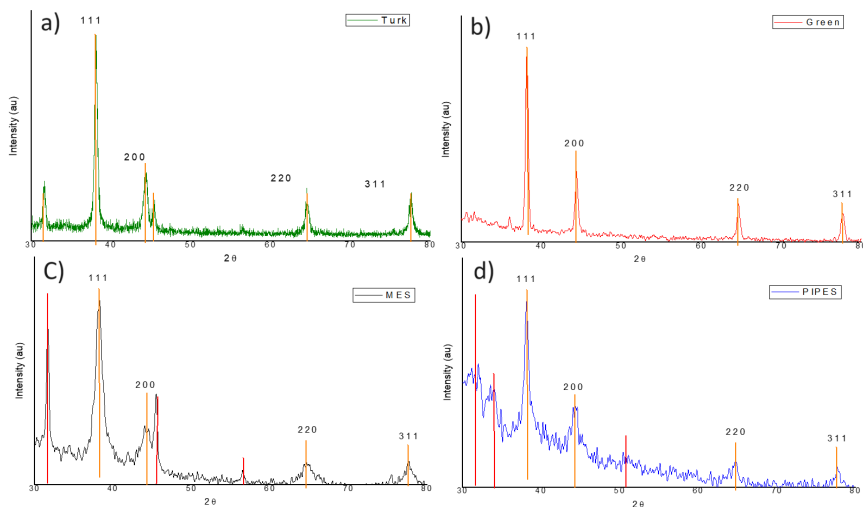 a)
Turk
111
200
220
311
Intensity (au)
30 40 50 60 70 80
2θ
b)
Green
111
200
220
311
Intensity (au)
30 40 50 60 70 80
2θ
C)
MES
111
200
220
311
Intensity (au)
30 40 50 60 70 80
2θ
d)
PIPES
111
200
220
311
Intensity (au)
30 40 50 60 70 80
2θ